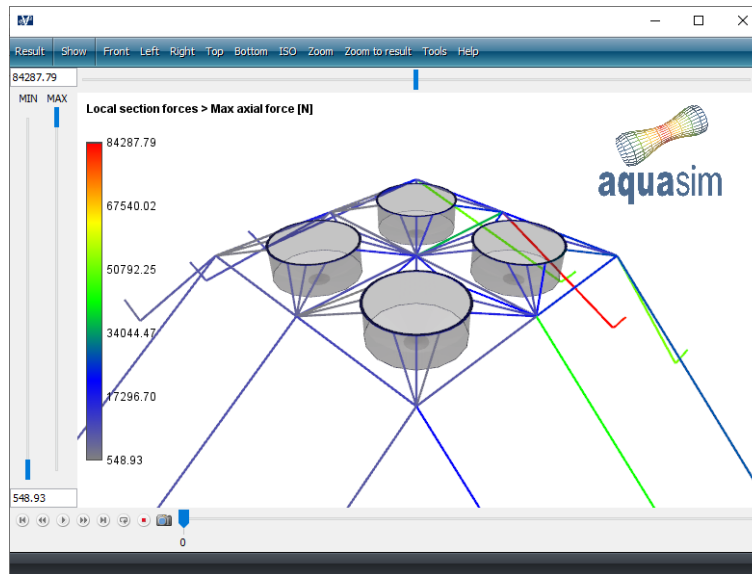 Result Show Front Left Right Top Bottom ISO Zoom Zoom to result Tools Help
84287.79
MIN MAX
Local section forces > Max axial force [N]
84287.79
67540.02
50792.25
34044.47
17296.70
548.93
aquasim
548.93
0